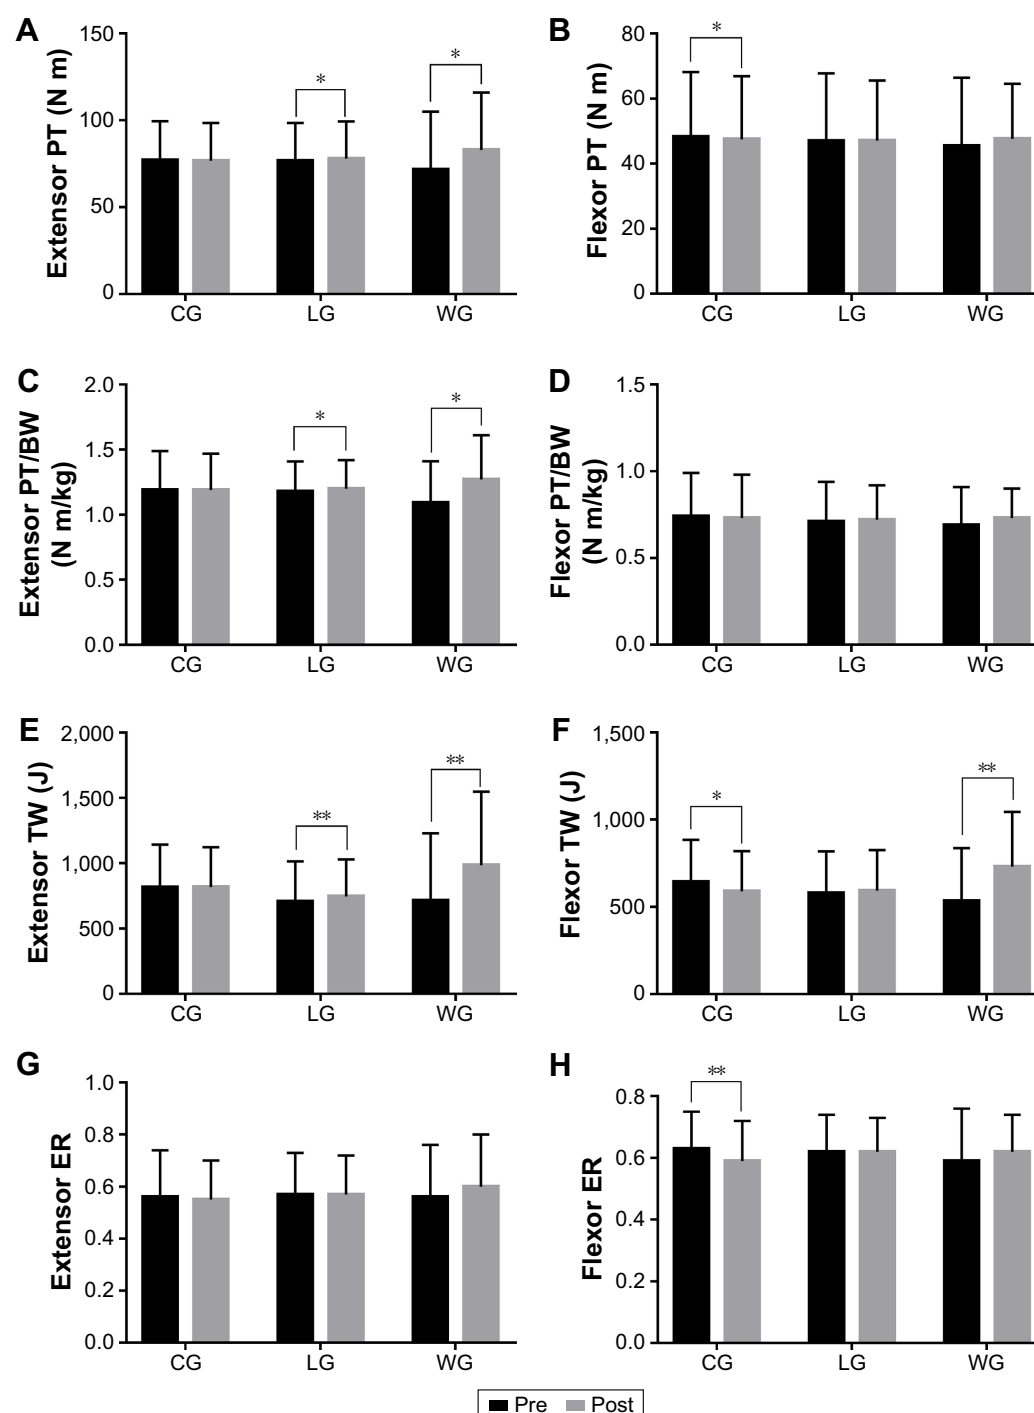 A
Extensor PT (N m)
150
100
50
0
*
*
CG LG WG
B
Flexor PT (N m)
80
60
40
20
0
*
CG LG WG
C
Extensor PT/BW
(N m/kg)
2.0
1.5
1.0
0.5
0.0
*
*
CG LG WG
D
Flexor PT/BW
(N m/kg)
1.5
1.0
0.5
0.0
CG LG WG
E
Extensor TW (J)
2,000
1,500
1,000
500
0
**
**
CG LG WG
F
Flexor TW (J)
1,500
1,000
500
0
*
**
CG LG WG
G
Extensor ER
1.0
0.8
0.6
0.4
0.2
0.0
CG LG WG
H
Flexor ER
0.8
0.6
0.4
0.2
0.0
**
CG LG WG
Pre Post